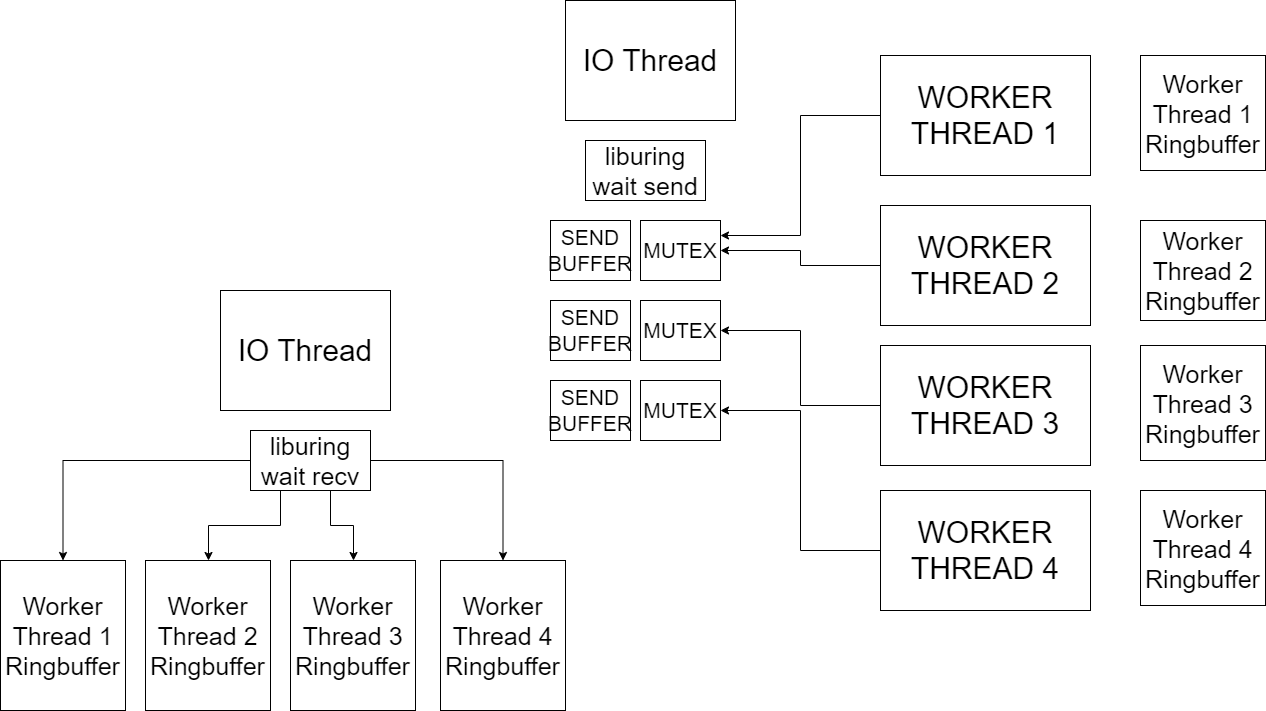 IO Thread
liburing
wait send
SEND
BUFFER
MUTEX
SEND
BUFFER
MUTEX
SEND
BUFFER
MUTEX
WORKER
THREAD 1
Worker
Thread 1
Ringbuffer
WORKER
THREAD 2
Worker
Thread 2
Ringbuffer
WORKER
THREAD 3
Worker
Thread 3
Ringbuffer
WORKER
THREAD 4
Worker
Thread 4
Ringbuffer
IO Thread
liburing
wait recv
Worker
Thread 1
Ringbuffer
Worker
Thread 2
Ringbuffer
Worker
Thread 3
Ringbuffer
Worker
Thread 4
Ringbuffer